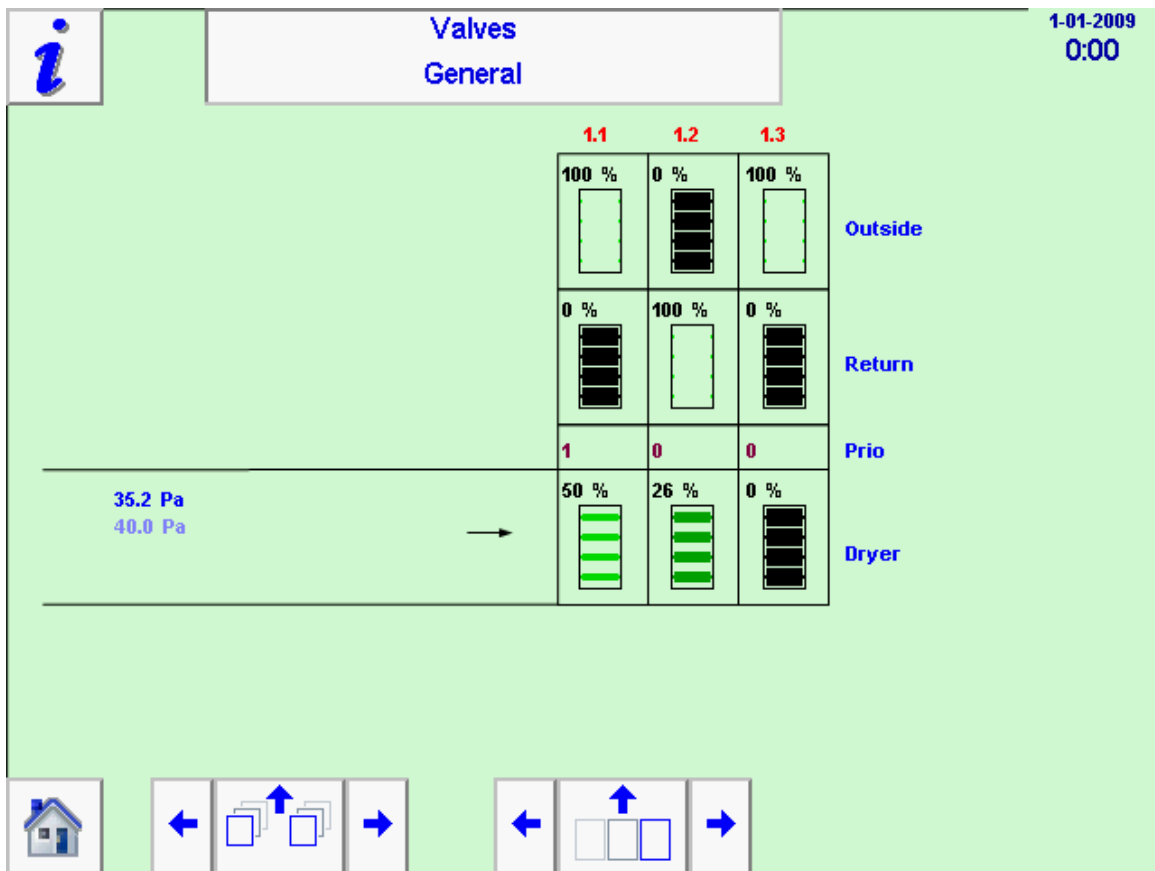 i
Valves
General
1-01-2009
0:00
1.1 1.2 1.3
100 % 0 % 100 %
Outside
0 % 100 % 0 %
Return
1 0 0 Prio
35.2 Pa
40.0 Pa
50 % 26 % 0 %
Dryer